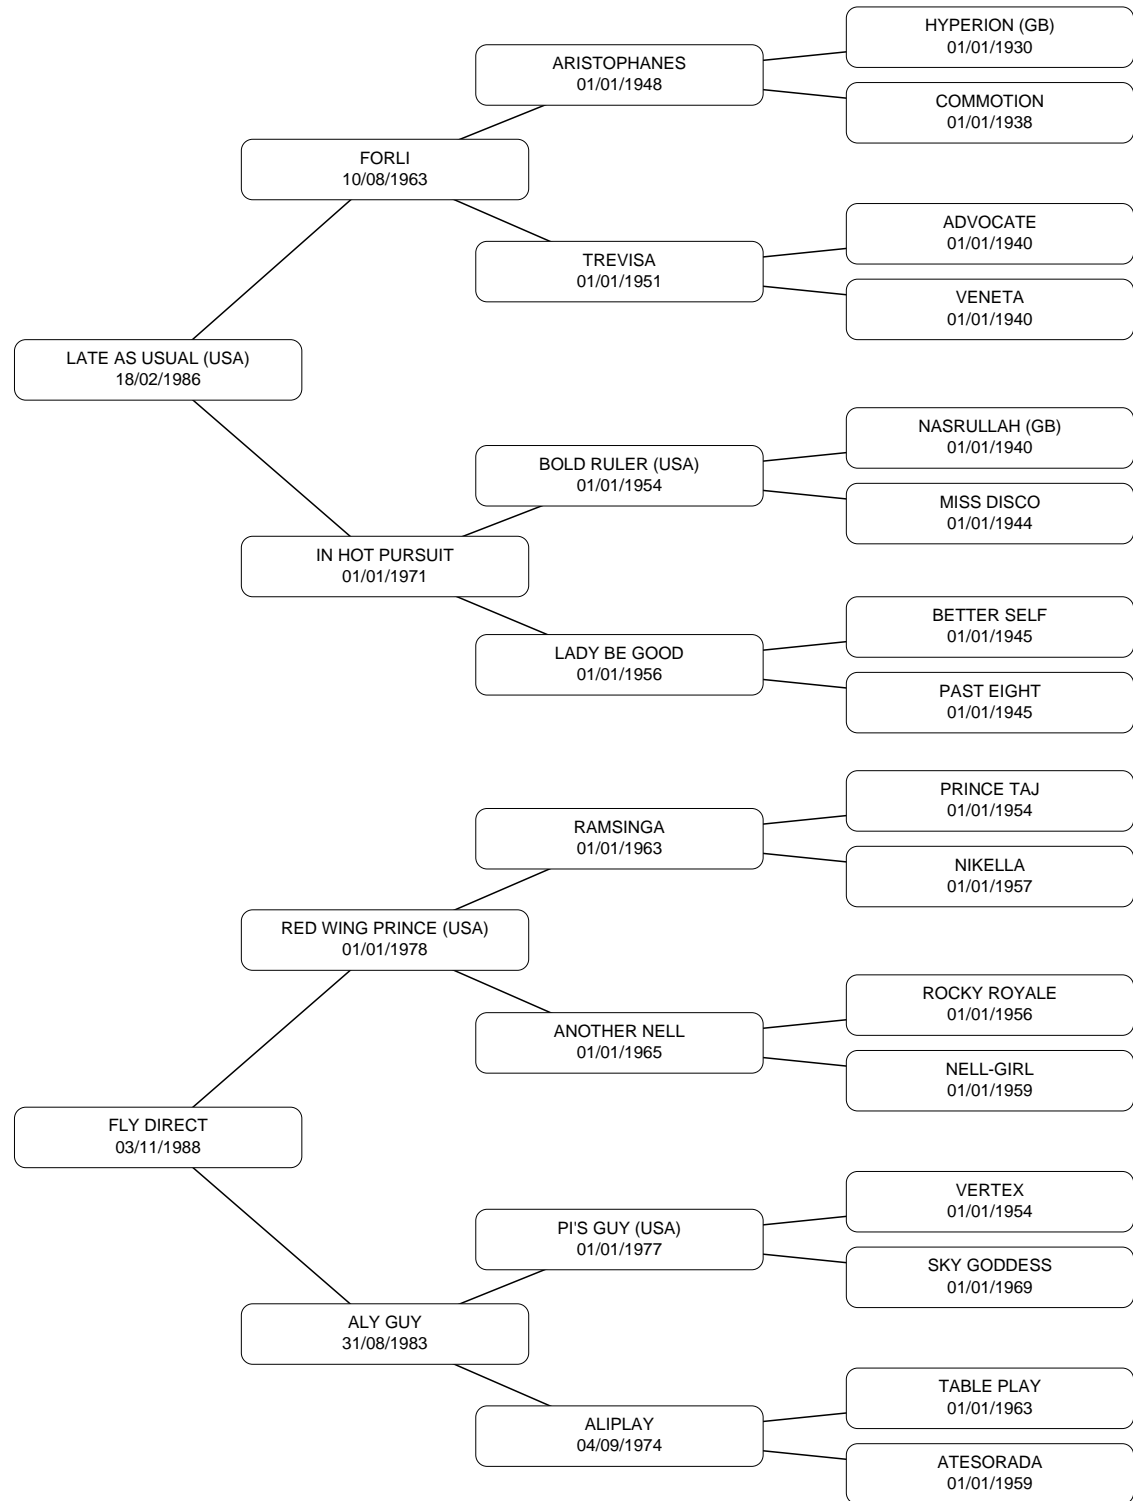 HYPERION (GB)
01/01/1930
ARISTOPHANES
01/01/1948
COMMOTION
01/01/1938
FORLI
10/08/1963
ADVOCATE
01/01/1940
TREVISA
01/01/1951
VENETA
01/01/1940
LATE AS USUAL (USA)
18/02/1986
NASRULLAH (GB)
01/01/1940
BOLD RULER (USA)
01/01/1954
MISS DISCO
01/01/1944
IN HOT PURSUIT
01/01/1971
BETTER SELF
01/01/1945
LADY BE GOOD
01/01/1956
PAST EIGHT
01/01/1945
PRINCE TAJ
01/01/1954
RAMSINGA
01/01/1963
NIKELLA
01/01/1957
RED WING PRINCE (USA)
01/01/1978
ROCKY ROYALE
01/01/1956
ANOTHER NELL
01/01/1965
NELL-GIRL
01/01/1959
FLY DIRECT
03/11/1988
VERTEX
01/01/1954
PI'S GUY (USA)
01/01/1977
SKY GODDESS
01/01/1969
ALY GUY
31/08/1983
TABLE PLAY
01/01/1963
ALIPLAY
04/09/1974
ATESORADA
01/01/1959